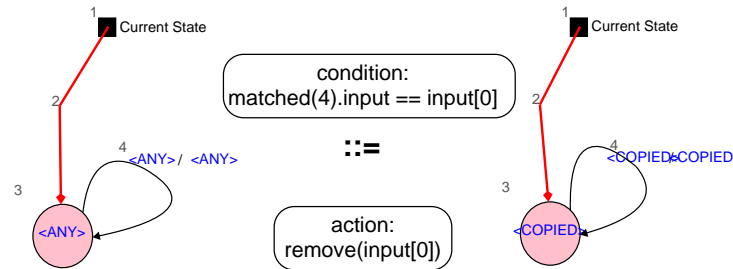 1
Current State
2
4
<ANY> / <ANY>
3
<ANY>
condition:
matched(4).input == input[0]
::=
action:
remove(input[0])
1
Current State
2
4
<COPIED>/<COPIED
3
<COPIED>